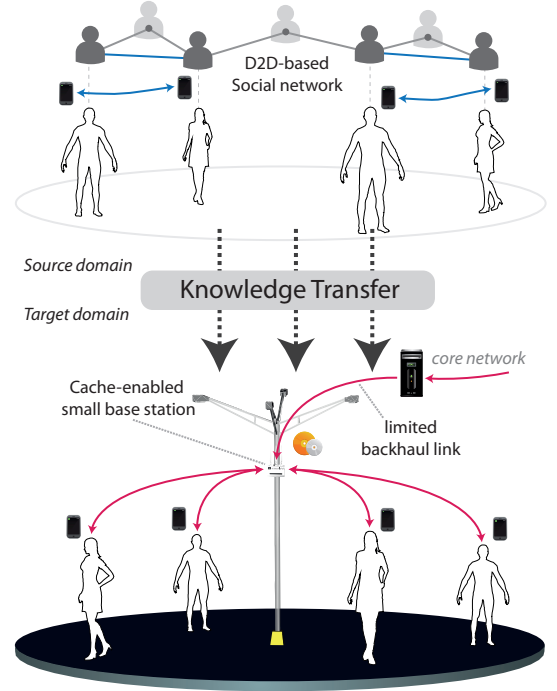 D2D-based
Social network
Source domain
Knowledge Transfer
Target domain
core network
Cache-enabled
small base station
limited
backhaul link